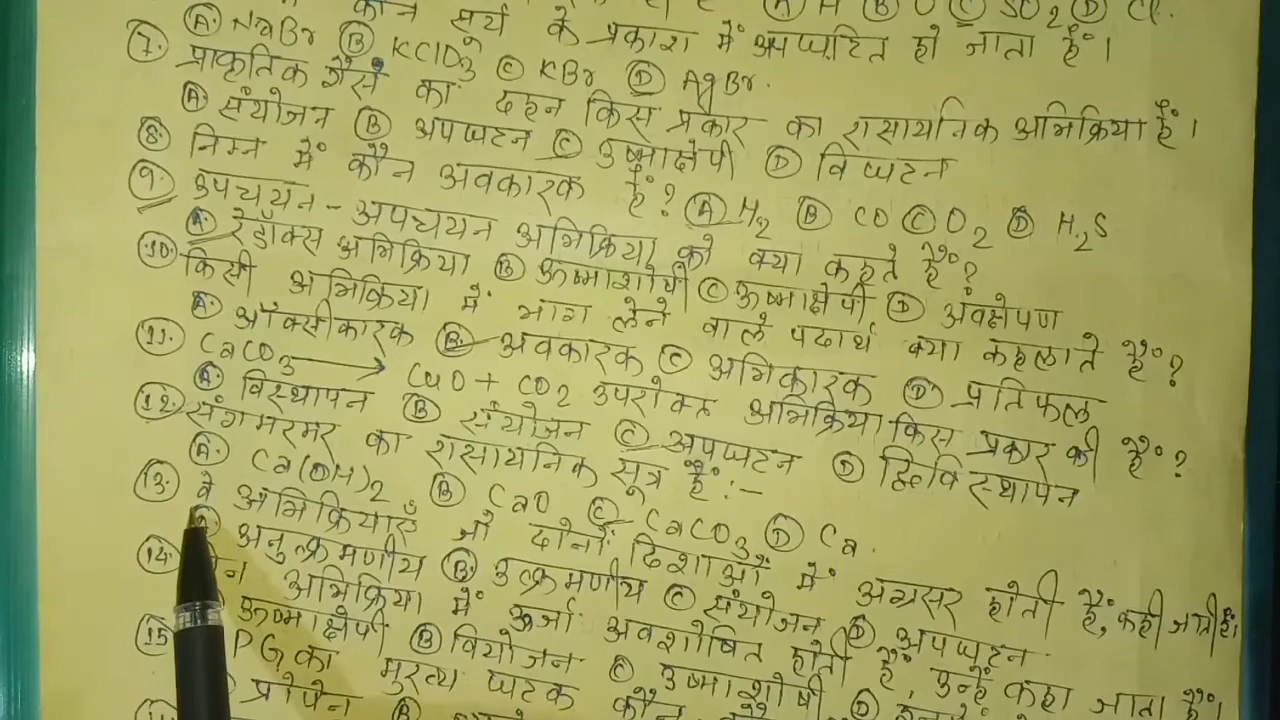 कौन सूर्य के प्रकाश में अपघटित हो जाता हैं।
Ⓐ NaBr Ⓑ KClO3 Ⓒ KBr Ⓓ AgBr.
7. प्राकृतिक गैस का दहन किस प्रकार का रासायनिक अभिक्रिया हैं।
Ⓐ संयोजन Ⓑ अपघटन Ⓒ उष्माक्षेपी Ⓓ विघटन
8. निम्न में कौन अवकारक हैं? Ⓐ H2 Ⓑ CO Ⓒ O2 Ⓓ H2S
9. उपचयन-अपचयन अभिक्रिया को क्या कहते हैं?
Ⓐ रेडॉक्स अभिक्रिया Ⓑ ऊष्माशोषी Ⓒ ऊष्माक्षेपी Ⓓ अवक्षेपण
10. किसी अभिक्रिया में भाग लेने वाले पदार्थ क्या कहलाते हैं?
Ⓐ ऑक्सीकारक Ⓑ अवकारक Ⓒ अभिकारक Ⓓ प्रतिफल
11. CaCO3 → CaO + CO2 उपरोक्त अभिक्रिया किस प्रकार की हैं?
Ⓐ विस्थापन Ⓑ संयोजन Ⓒ अपघटन Ⓓ द्विविस्थापन
12. संगमरमर का रासायनिक सूत्र हैं:-
Ⓐ Ca(OH)2 Ⓑ CaO Ⓒ CaCO3 Ⓓ Ca.
13. वे अभिक्रियाएँ जो दोनों दिशाओं में अग्रसर होती हैं, कही जाती हैं।
अनुत्क्रमणीय Ⓑ उत्क्रमणीय Ⓒ संयोजन Ⓓ अपघटन
14. अभिक्रिया में ऊर्जा अवशोषित होती हैं, उन्हें कहा जाता हैं।
ऊष्माक्षेपी Ⓑ वियोजन Ⓒ उष्माशोषी Ⓓ
15. PG का मुख्य घटक कौन
प्रोपेन Ⓑ